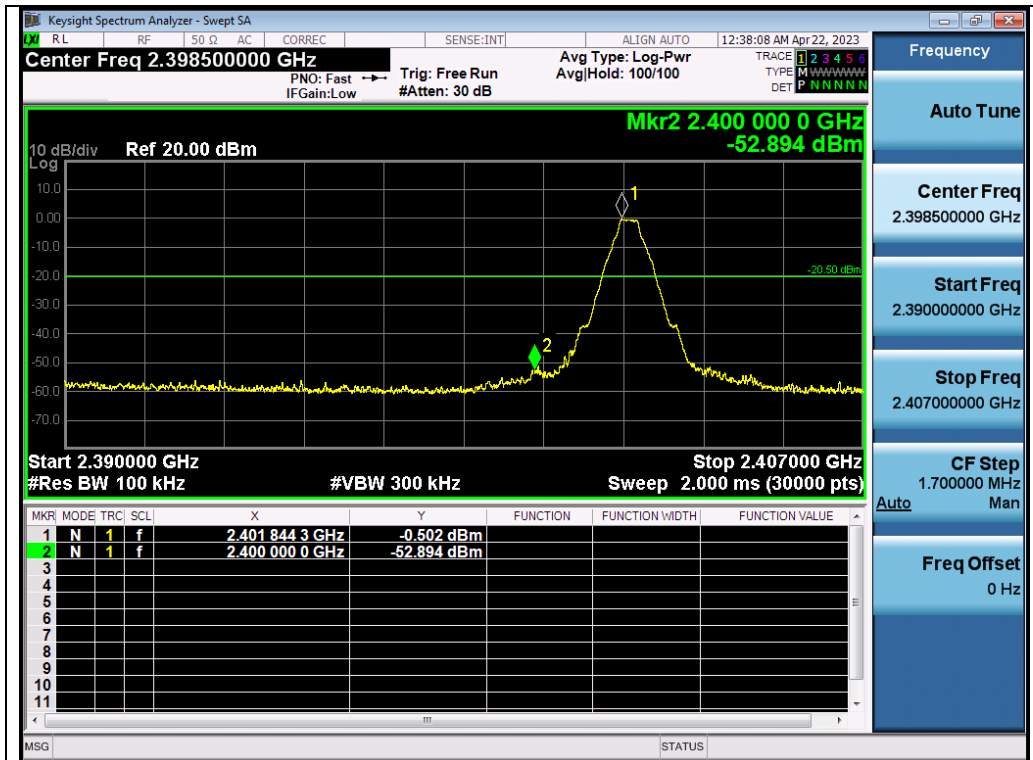 Keysight Spectrum Analyzer - Swept SA
LXI RL RF 50 Ω AC CORREC SENSE:INT ALIGN AUTO 12:38:08 AM Apr 22, 2023
Center Freq 2.398500000 GHz
PNO: Fast
IFGain:Low
Trig: Free Run
#Atten: 30 dB
Avg Type: Log-Pwr
Avg|Hold: 100/100
TRACE 1 2 3 4 5 6
TYPE M WWWWW
DET P N N N N N
Mkr2 2.400 000 0 GHz
-52.894 dBm
10 dB/div Ref 20.00 dBm
Log
10.0
0.00
-10.0
-20.0
-30.0
-40.0
-50.0
-60.0
-70.0
1
-20.50 dBm
2
Start 2.390000 GHz Stop 2.407000 GHz
#Res BW 100 kHz #VBW 300 kHz Sweep 2.000 ms (30000 pts)
MKR MODE TRC SCL X Y FUNCTION FUNCTION WIDTH FUNCTION VALUE
1 N 1 f 2.401 844 3 GHz -0.502 dBm
2 N 1 f 2.400 000 0 GHz -52.894 dBm
3
4
5
6
7
8
9
10
11
MSG STATUS
Frequency
Auto Tune
Center Freq
2.398500000 GHz
Start Freq
2.390000000 GHz
Stop Freq
2.407000000 GHz
CF Step
1.700000 MHz
Auto Man
Freq Offset
0 Hz